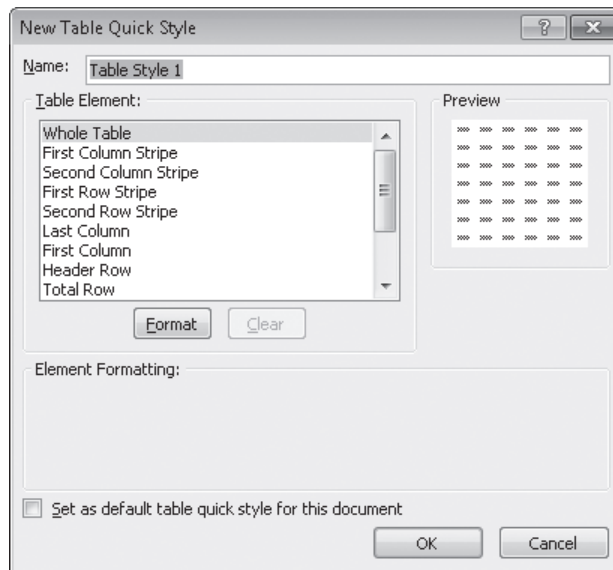 New Table Quick Style
Name: Table Style 1
Table Element:
Whole Table
First Column Stripe
Second Column Stripe
First Row Stripe
Second Row Stripe
Last Column
First Column
Header Row
Total Row
Format Clear
Preview
Element Formatting:
Set as default table quick style for this document
OK Cancel